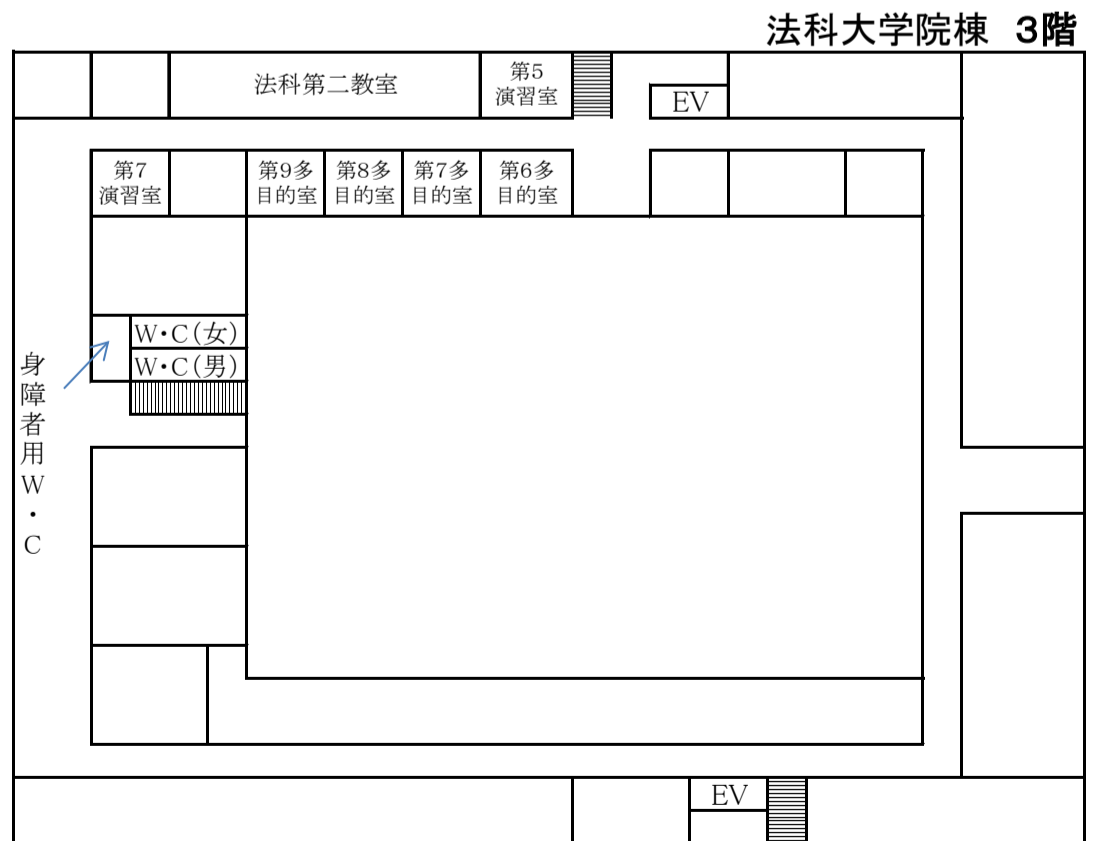 法科大学院棟 3階
法科第二教室
第5
演習室
EV
第7
演習室
第9多
目的室
第8多
目的室
第7多
目的室
第6多
目的室
W・C(女)
W・C(男)
身障者用W・C
EV